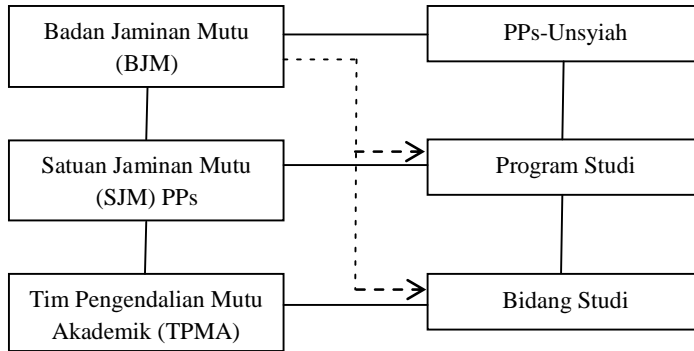 Badan Jaminan Mutu
(BJM)
PPs-Unsyiah
Satuan Jaminan Mutu
(SJM) PPs
Program Studi
Tim Pengendalian Mutu
Akademik (TPMA)
Bidang Studi